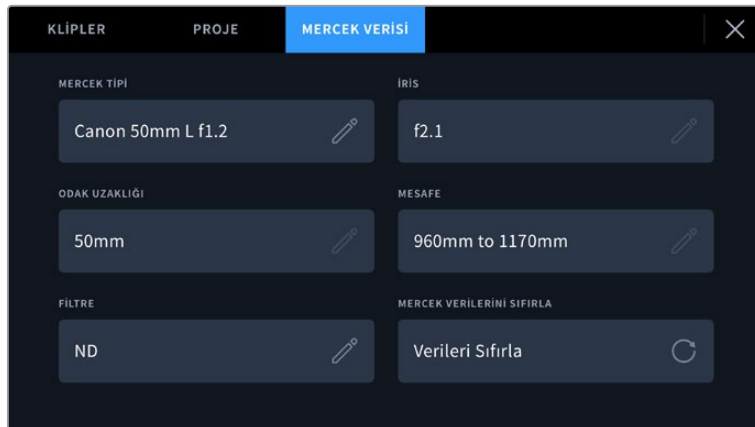 KLİPLER PROJE MERCEK VERİSİ
MERCEK TİPİ
Canon 50mm L f1.2
İRİS
f2.1
ODAK UZAKLIĞI
50mm
MESAFE
960mm to 1170mm
FİLTRE
ND
MERCEK VERİLERİNİ SIFIRLA
Verileri Sıfırla